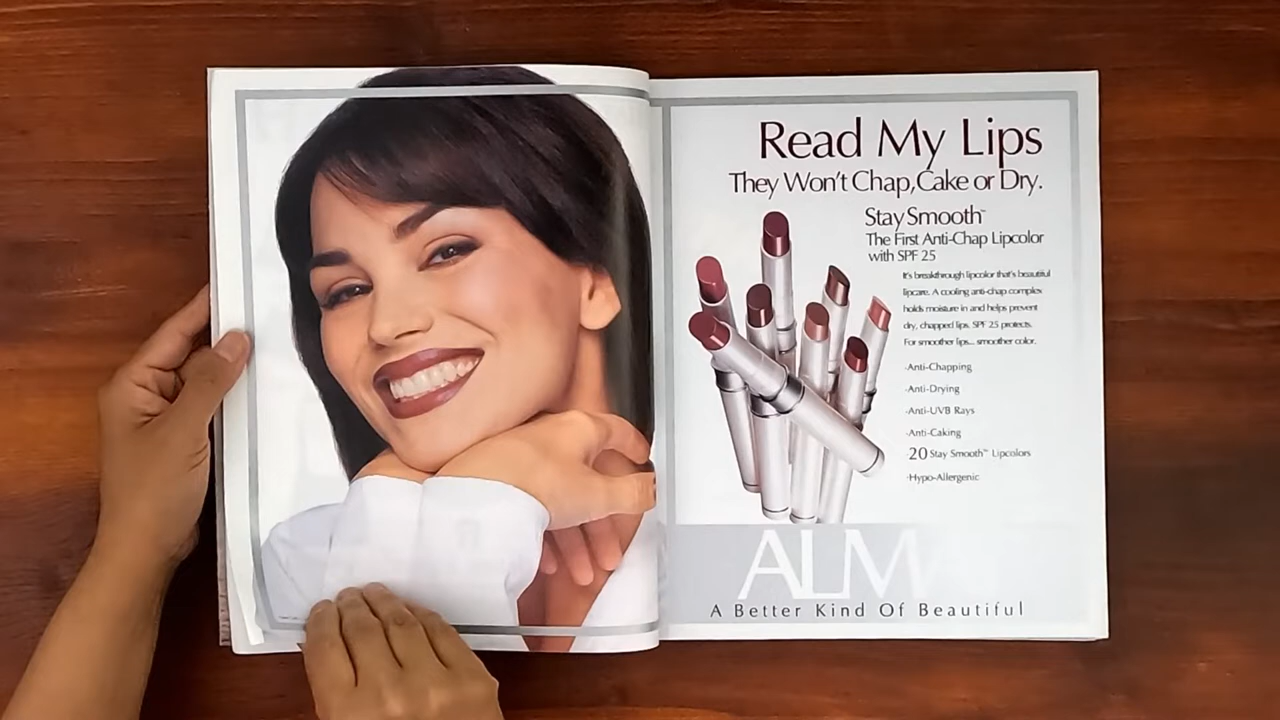 Read My Lips
They Won't Chap, Cake or Dry.
Stay Smooth™
The First Anti-Chap Lipcolor
with SPF 25
It's breakthrough lipcolor that's beautiful
lipcare. A cooling anti-chap complex
holds moisture in and helps prevent
dry, chapped lips. SPF 25 protects.
For smoother lips... smoother color.
·Anti-Chapping
·Anti-Drying
·Anti-UVB Rays
·Anti-Caking
·20 Stay Smooth™ Lipcolors
·Hypo-Allergenic
ALM
A Better Kind Of Beautiful